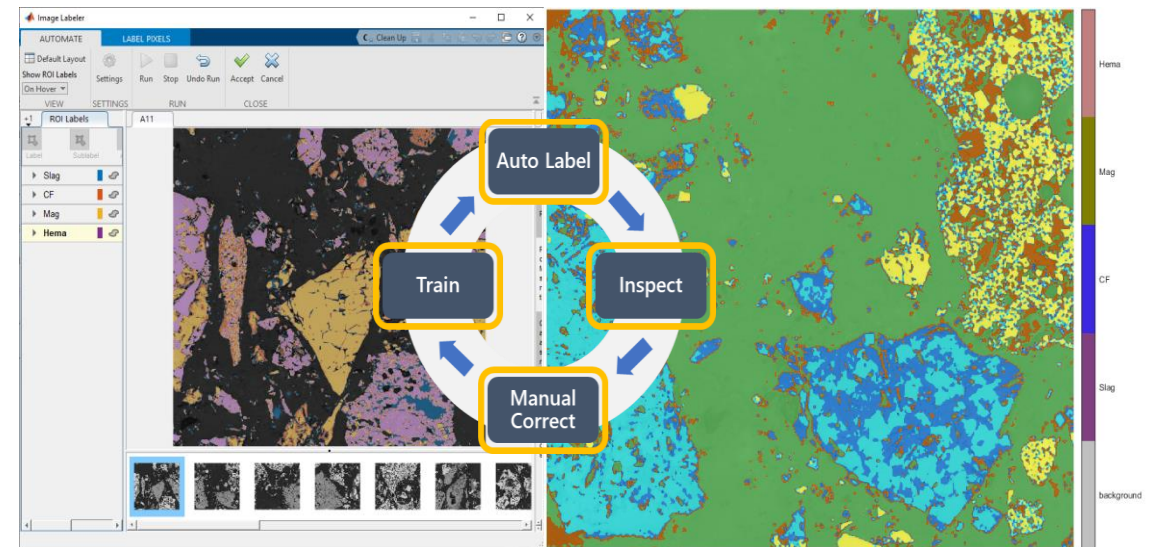 Image Labeler
AUTOMATE
LABEL PIXELS
Clean Up
Default Layout
Show ROI Labels
On Hover
Settings
Run
Stop
Undo Run
Accept
Cancel
VIEW
SETTINGS
RUN
CLOSE
ROI Labels
A11
Label
Sublabel
Slag
CF
Mag
Hema
Auto Label
Inspect
Manual
Correct
Train
Hema
Mag
CF
Slag
background